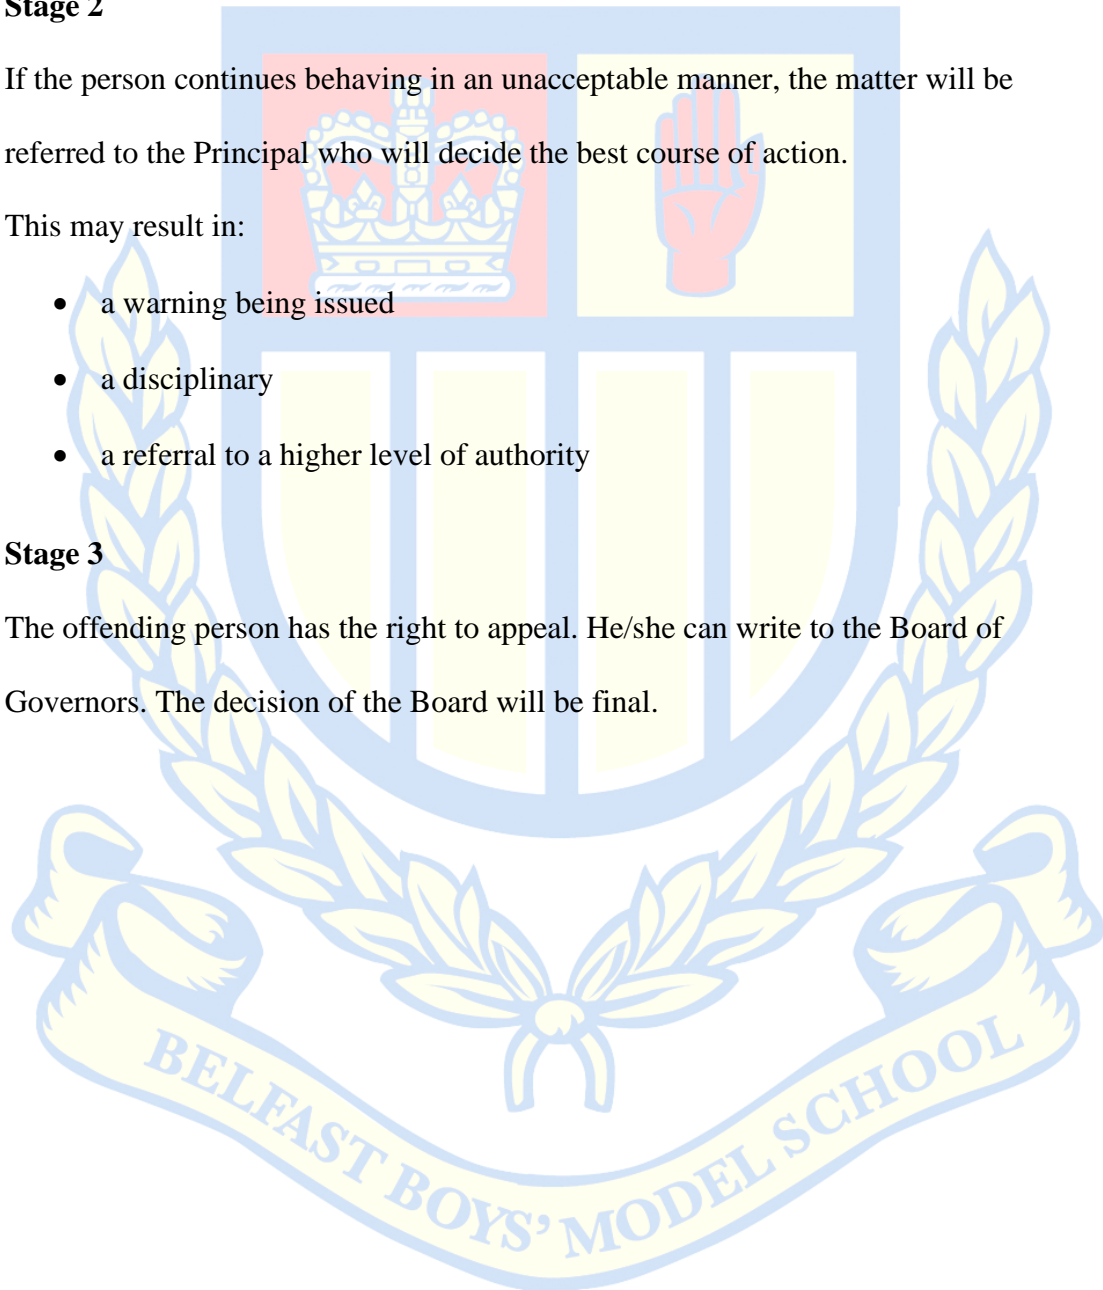 Stage 2
If the person continues behaving in an unacceptable manner, the matter will be
referred to the Principal who will decide the best course of action.
This may result in:
• a warning being issued
• a disciplinary
• a referral to a higher level of authority
Stage 3
The offending person has the right to appeal. He/she can write to the Board of
Governors. The decision of the Board will be final.
BELFAST BOYS’ MODEL SCHOOL